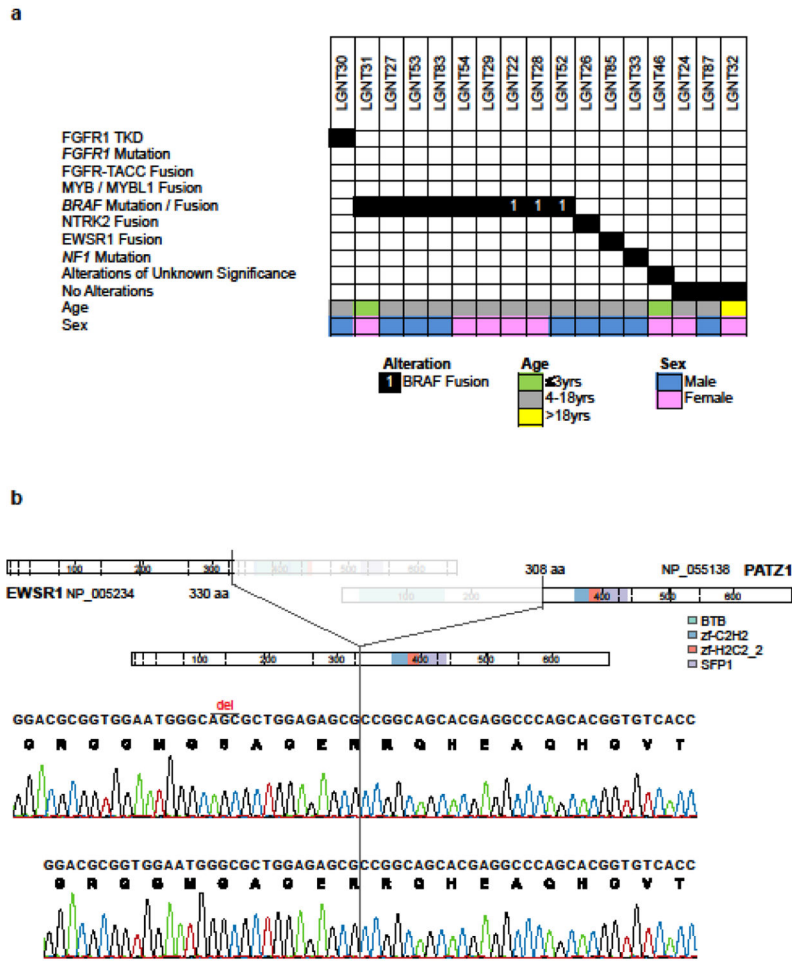 a
LGNT30 LGNT31 LGNT27 LGNT53 LGNT83 LGNT54 LGNT29 LGNT22 LGNT28 LGNT52 LGNT26 LGNT85 LGNT33 LGNT46 LGNT24 LGNT87 LGNT32
FGFR1 TKD
FGFR1 Mutation
FGFR-TACC Fusion
MYB / MYBL1 Fusion
BRAF Mutation / Fusion 1 1 1
NTRK2 Fusion
EWSR1 Fusion
NF1 Mutation
Alterations of Unknown Significance
No Alterations
Age
Sex
Alteration Age Sex
1 BRAF Fusion ≤3yrs Male
4-18yrs Female
>18yrs
b
100 200 300 400 500 600
308 aa NP_055138 PATZ1
EWSR1 NP_005234 330 aa 100 200 400 500 600
BTB
zf-C2H2
zf-H2C2_2
SFP1
100 200 300 400 500 600
del
GGACGCGGTGGAATGGGCAGCGCTGGAGAGCGCCGGCAGCACGAGGCCCAGCACGGTGTCACC
G R G G M G S A G E R R Q H E A Q H G V T
GGACGCGGTGGAATGGGCGCTGGAGAGCGCCGGCAGCACGAGGCCCAGCACGGTGTCACC
G R G G M G A G E R R Q H E A Q H G V T